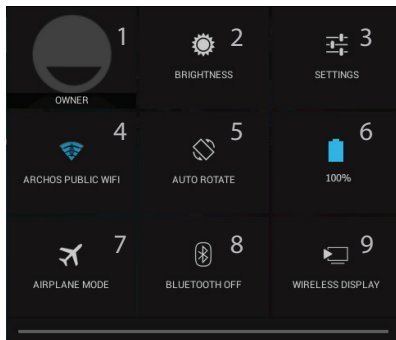 1
2
3
BRIGHTNESS
SETTINGS
OWNER
4
5
6
ARCHOS PUBLIC WIFI
AUTO ROTATE
100%
7
8
9
AIRPLANE MODE
BLUETOOTH OFF
WIRELESS DISPLAY